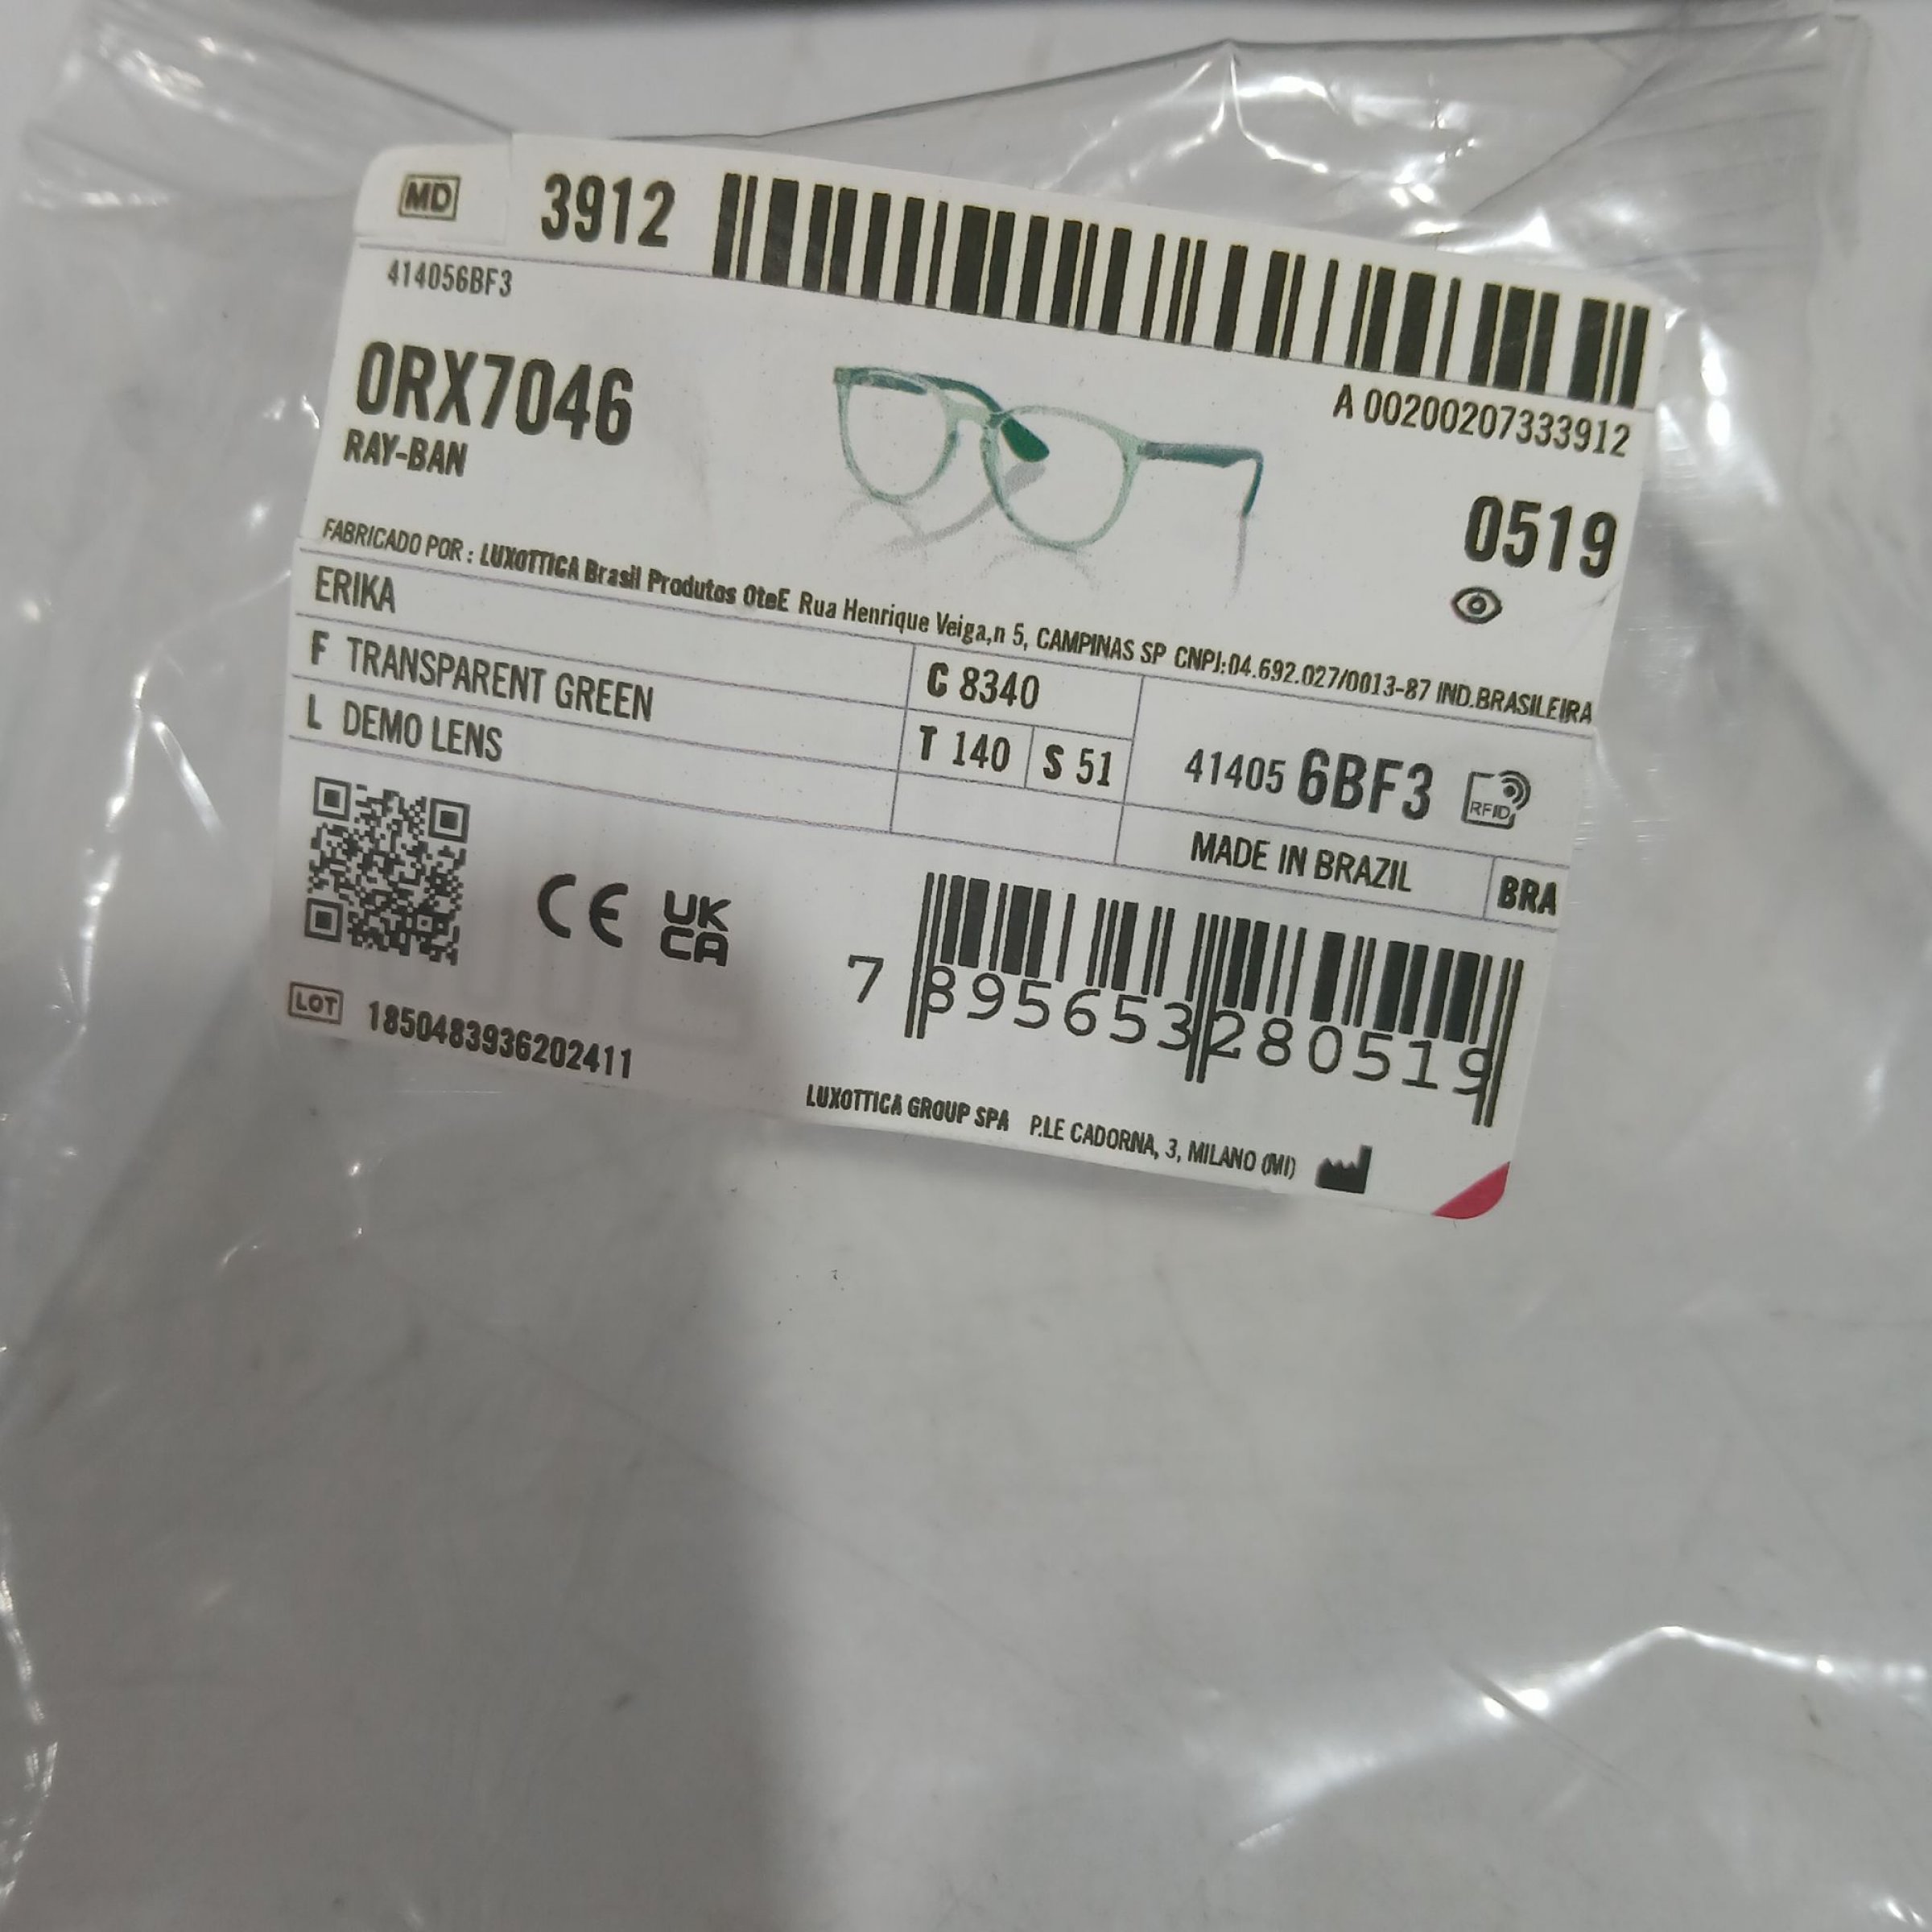 MD 3912
414056BF3
A 00200207333912
0RX7046
RAY-BAN
0519
FABRICADO POR : LUXOTTICA Brasil Produtos OteE Rua Henrique Veiga,n 5, CAMPINAS SP CNPJ:04.692.027/0013-87 IND.BRASILEIRA
ERIKA
F TRANSPARENT GREEN
C 8340
L DEMO LENS
T 140 S 51
41405 6BF3 RFID
MADE IN BRAZIL BRA
CE UK CA
7 895653 280519
LOT 1850483936202411
LUXOTTICA GROUP SPA P.LE CADORNA, 3, MILANO (MI)